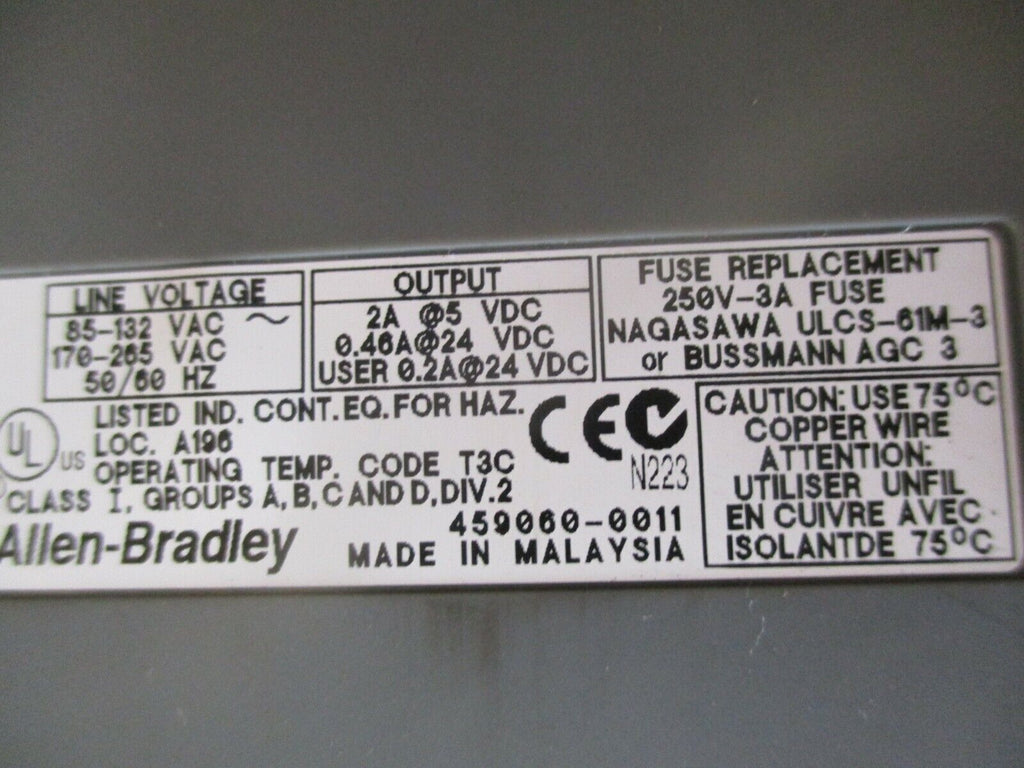 LINE VOLTAGE
85-132 VAC ~
170-265 VAC
50/60 HZ
OUTPUT
2A @5 VDC
0.46A@24 VDC
USER 0.2A@24 VDC
FUSE REPLACEMENT
250V-3A FUSE
NAGASAWA ULCS-61M-3
or BUSSMANN AGC 3
UL US
LISTED IND. CONT.EQ.FOR HAZ.
LOC. A196
OPERATING TEMP. CODE T3C
CLASS I, GROUPS A, B, C AND D, DIV.2
CE
N223
CAUTION: USE 75°C
COPPER WIRE
ATTENTION:
UTILISER UNFIL
EN CUIVRE AVEC
ISOLANTDE 75°C
459060-0011
Allen-Bradley
MADE IN MALAYSIA